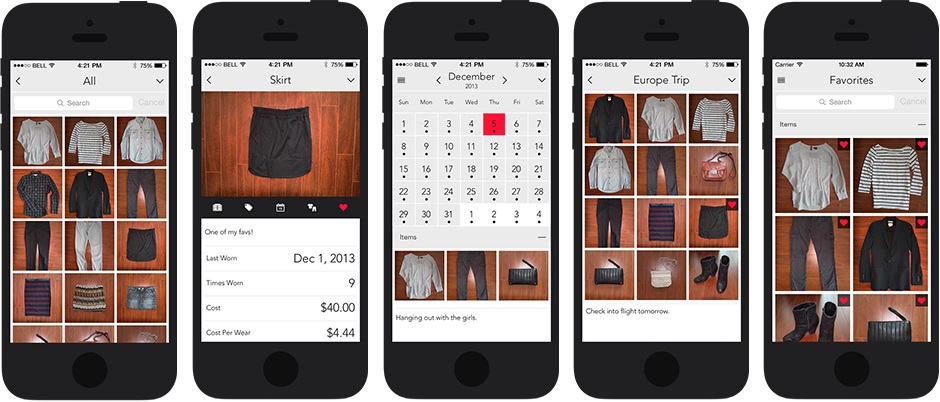 BELL 4:21 PM 75%
All
Search Cancel
BELL 4:21 PM 75%
Skirt
One of my favs!
Last Worn Dec 1, 2013
Times Worn 9
Cost $40.00
Cost Per Wear $4.44
BELL 4:21 PM 75%
December
2013
Sun Mon Tue Wed Thu Fri Sat
1 2 3 4 5 6 7
8 9 10 11 12 13 14
15 16 17 18 19 20 21
22 23 24 25 26 27 28
29 30 31 1 2 3 4
Items
Hanging out with the girls.
BELL 4:21 PM 75%
Europe Trip
Check into flight tomorrow.
Carrier 10:32 AM
Favorites
Search Cancel
Items